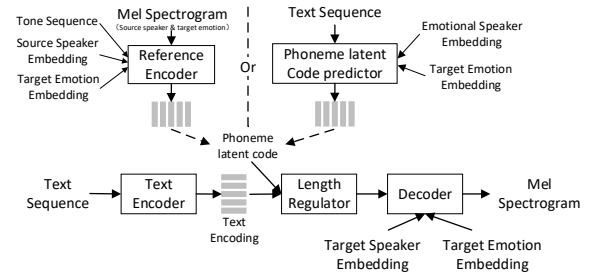 Tone Sequence
Source Speaker
Embedding
Target Emotion
Embedding
Mel Spectrogram
(Source speaker & target emotion)
Reference
Encoder
Or
Text Sequence
Phoneme latent
Code predictor
Emotional Speaker
Embedding
Target Emotion
Embedding
Phoneme
latent code
Text
Sequence
Text
Encoder
Text
Encoding
Length
Regulator
Decoder
Mel
Spectrogram
Target Speaker
Embedding
Target Emotion
Embedding